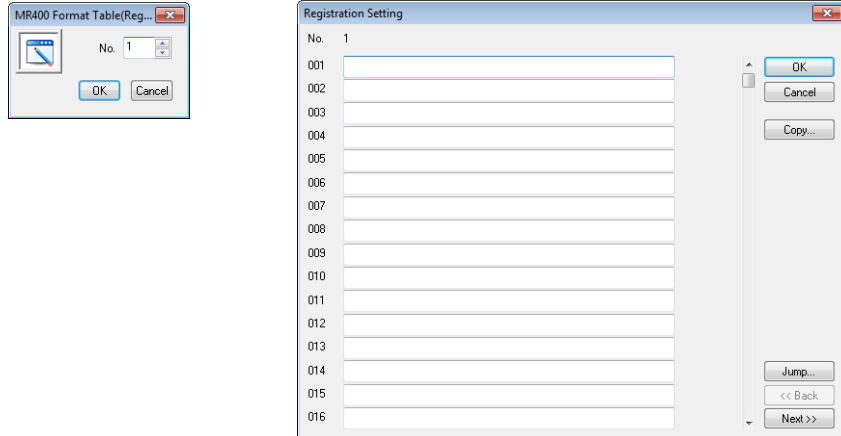 MR400 Format Table(Reg...
No. 1
OK Cancel
Registration Setting
No. 1
001
002
003
004
005
006
007
008
009
010
011
012
013
014
015
016
OK
Cancel
Copy...
Jump...
<< Back
Next >>